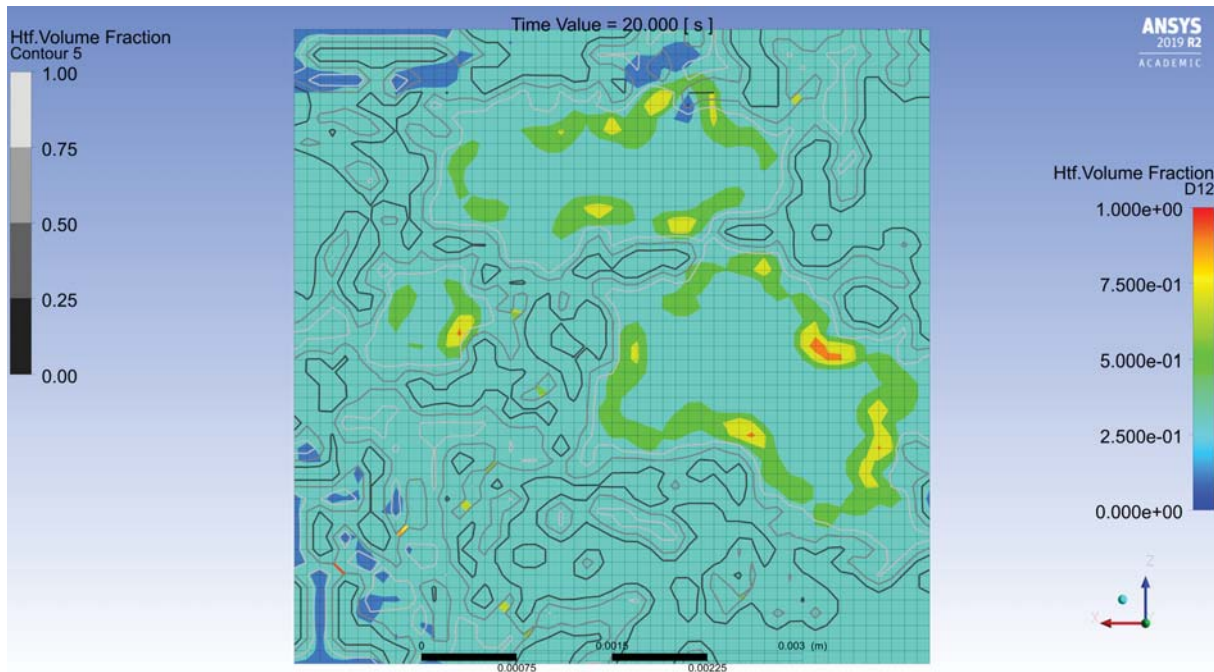 Time Value = 20.000 [ s ]
Htf.Volume Fraction
Contour 5
1.00
0.75
0.50
0.25
0.00
ANSYS
2019 R2
ACADEMIC
Htf.Volume Fraction
D12
1.000e+00
7.500e-01
5.000e-01
2.500e-01
0.000e+00
Z
X
Y
0
0.0015
0.003 (m)
0.00075
0.00225